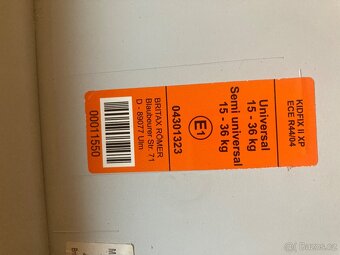 KIDFIX II XP
ECE R44/04
Universal
15 - 36 kg
Semi universal
15 - 36 kg
E1
04301323
BRITAX RÖMER
Blaubeurer Str. 71
D - 89077 Ulm
00011550
Bazos.cz